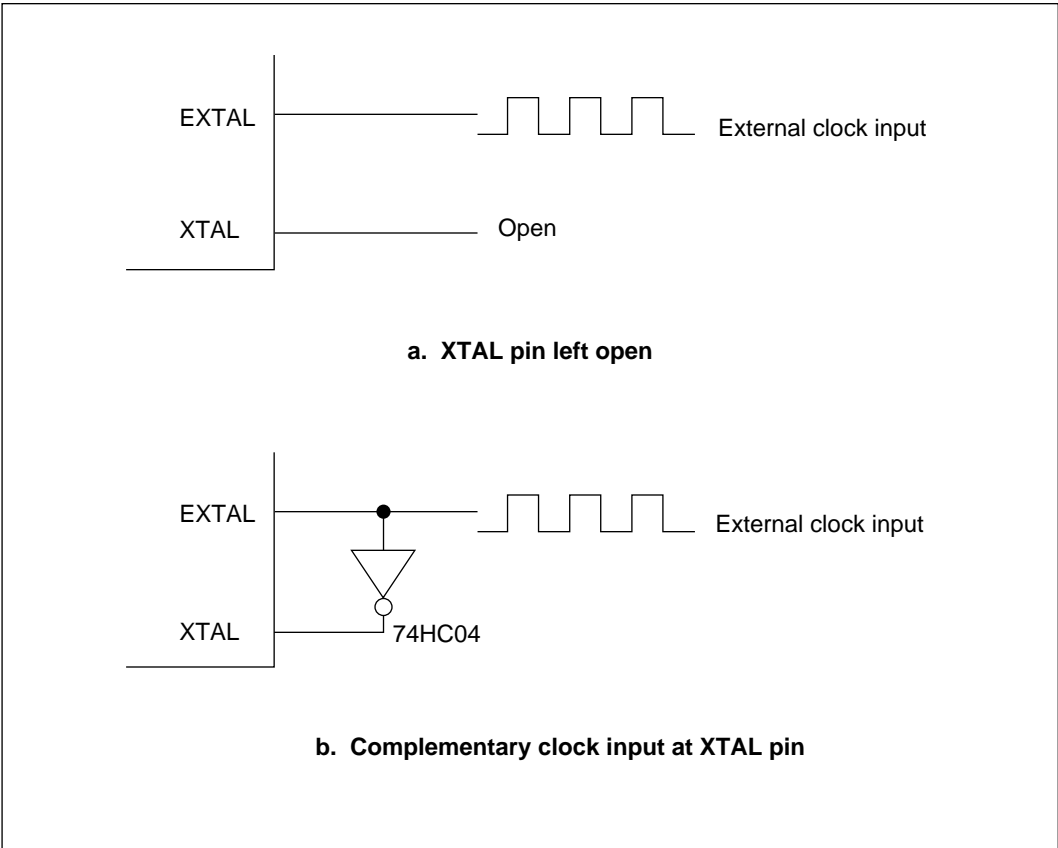 EXTAL
External clock input
XTAL
Open
a. XTAL pin left open
EXTAL
External clock input
XTAL
74HC04
b. Complementary clock input at XTAL pin